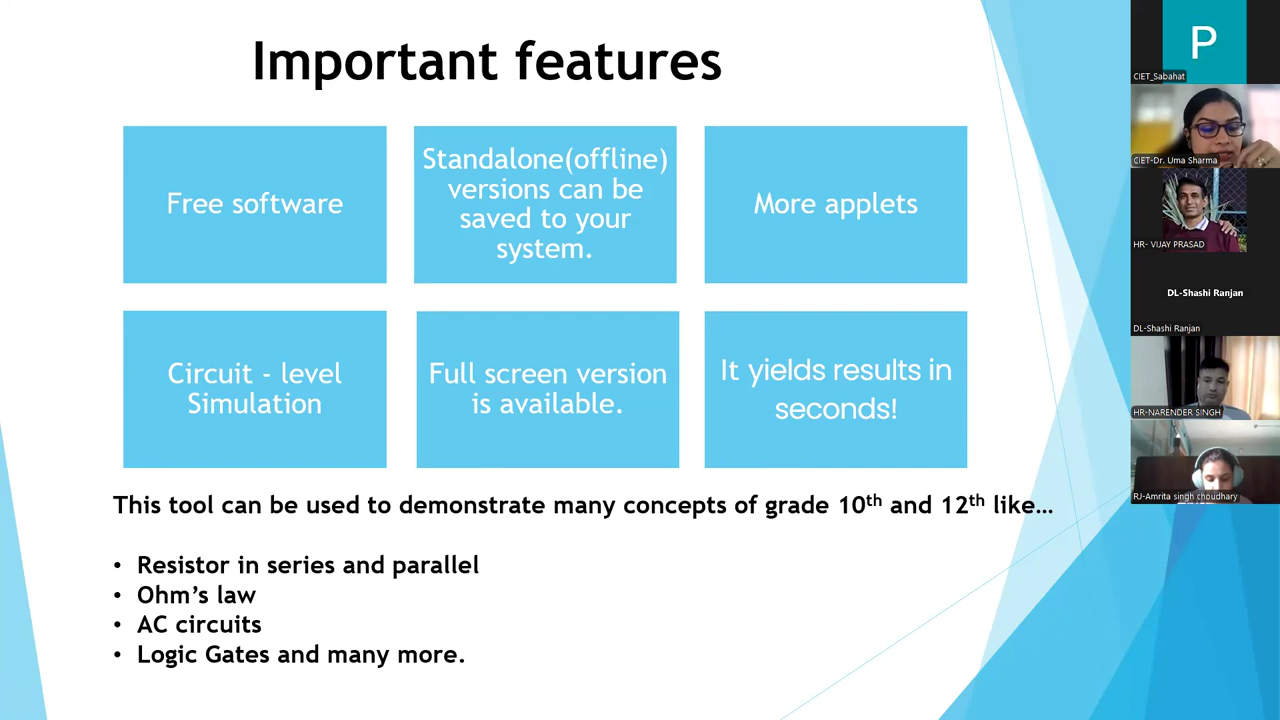 Important features
Free software
Standalone(offline)
versions can be
saved to your
system.
More applets
Circuit - level
Simulation
Full screen version
is available.
It yields results in
seconds!
This tool can be used to demonstrate many concepts of grade 10th and 12th like…
• Resistor in series and parallel
• Ohm’s law
• AC circuits
• Logic Gates and many more.
P
CIET_Sabahat
CIET-Dr. Uma Sharma
HR- VIJAY PRASAD
DL-Shashi Ranjan
DL-Shashi Ranjan
HR-NARENDER SINGH
RJ-Amrita singh choudhary